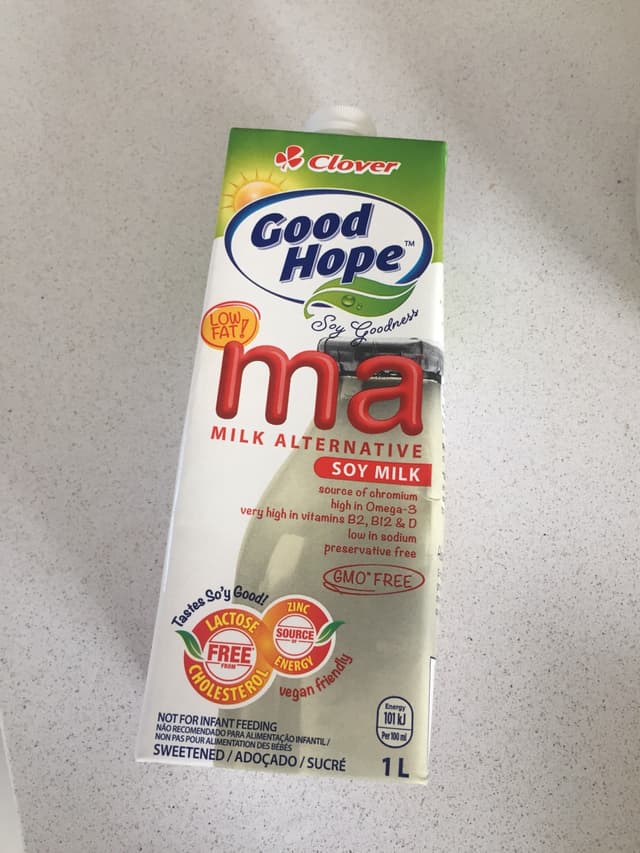 Clover
Good
Hope™
Soy Goodness
LOW
FAT!
ma
MILK ALTERNATIVE
SOY MILK
source of chromium
high in Omega-3
very high in vitamins B2, B12 & D
low in sodium
preservative free
GMO* FREE
Tastes So'y Good!
LACTOSE
FREE
FROM
CHOLESTEROL
ZINC
SOURCE
OF
ENERGY
vegan friendly
Energy
101 kJ
Per 100 ml
NOT FOR INFANT FEEDING
NÃO RECOMENDADO PARA ALIMENTAÇÃO INFANTIL /
NON PAS POUR ALIMENTATION DES BÉBÉS
SWEETENED / ADOÇADO / SUCRÉ
1 L